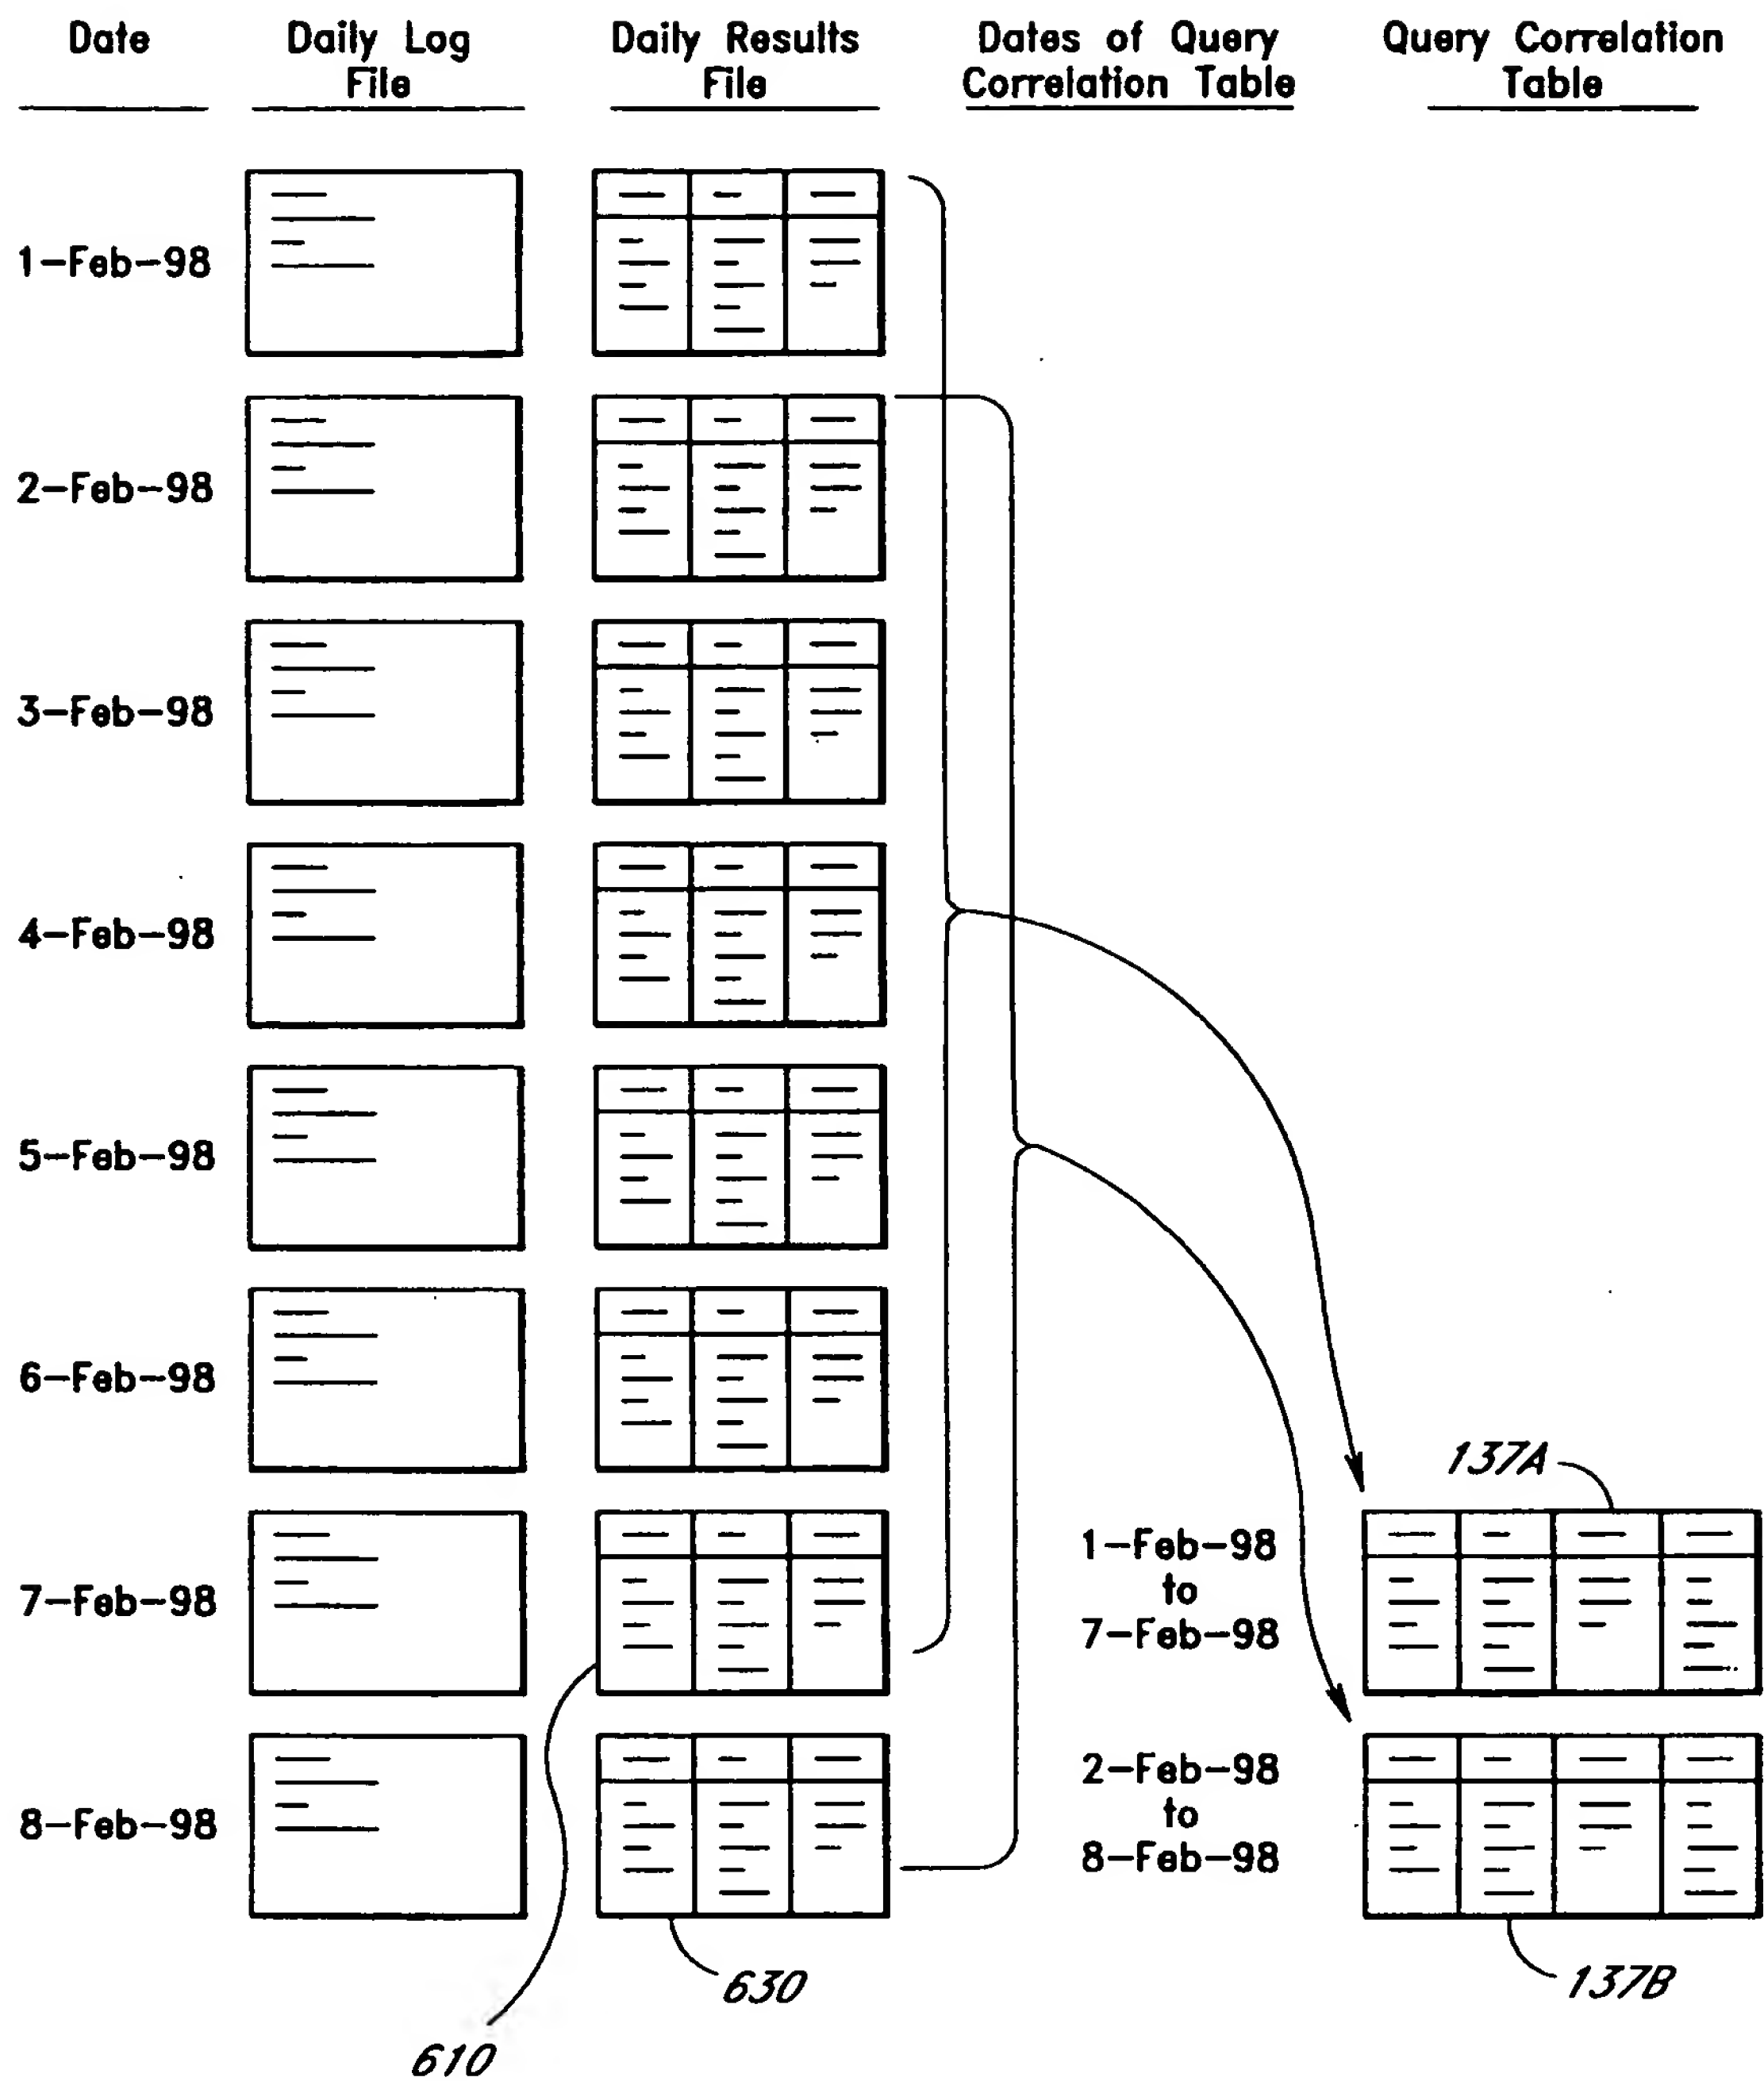 Date
Daily Log
File
Daily Results
File
Dates of Query
Correlation Table
Query Correlation
Table
1-Feb-98
2-Feb-98
3-Feb-98
4-Feb-98
5-Feb-98
6-Feb-98
7-Feb-98
8-Feb-98
1-Feb-98
to
7-Feb-98
137A
2-Feb-98
to
8-Feb-98
137B
630
610